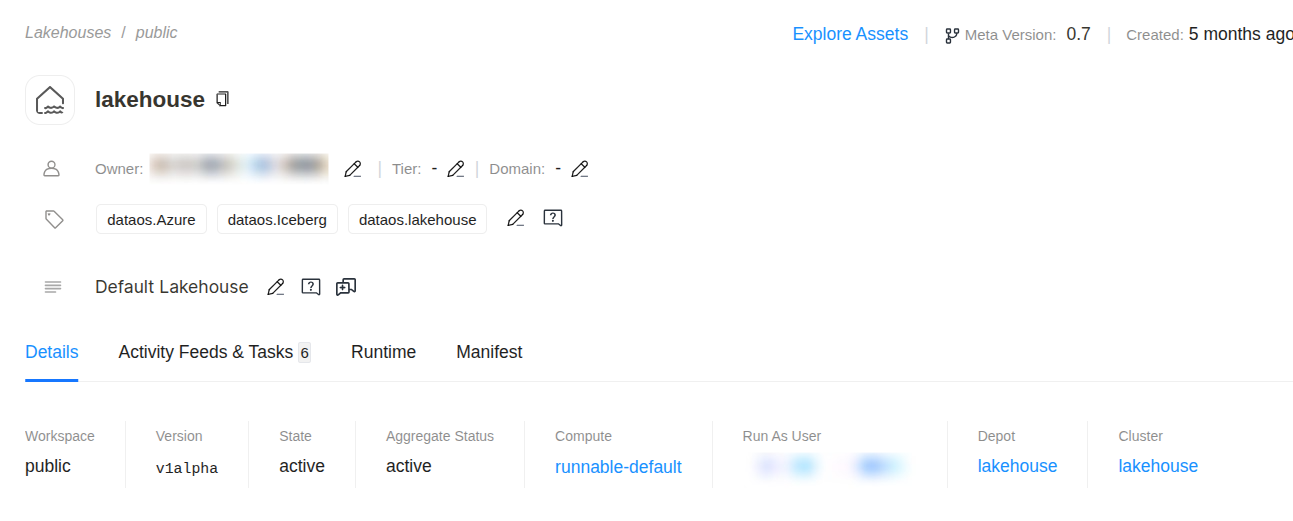 Lakehouses / public
Explore Assets | Meta Version: 0.7 | Created: 5 months ago
lakehouse
Owner: | Tier: - | Domain: -
dataos.Azure dataos.Iceberg dataos.lakehouse
Default Lakehouse
Details Activity Feeds & Tasks 6 Runtime Manifest
Workspace Version State Aggregate Status Compute Run As User Depot Cluster
public v1alpha active active runnable-default lakehouse lakehouse